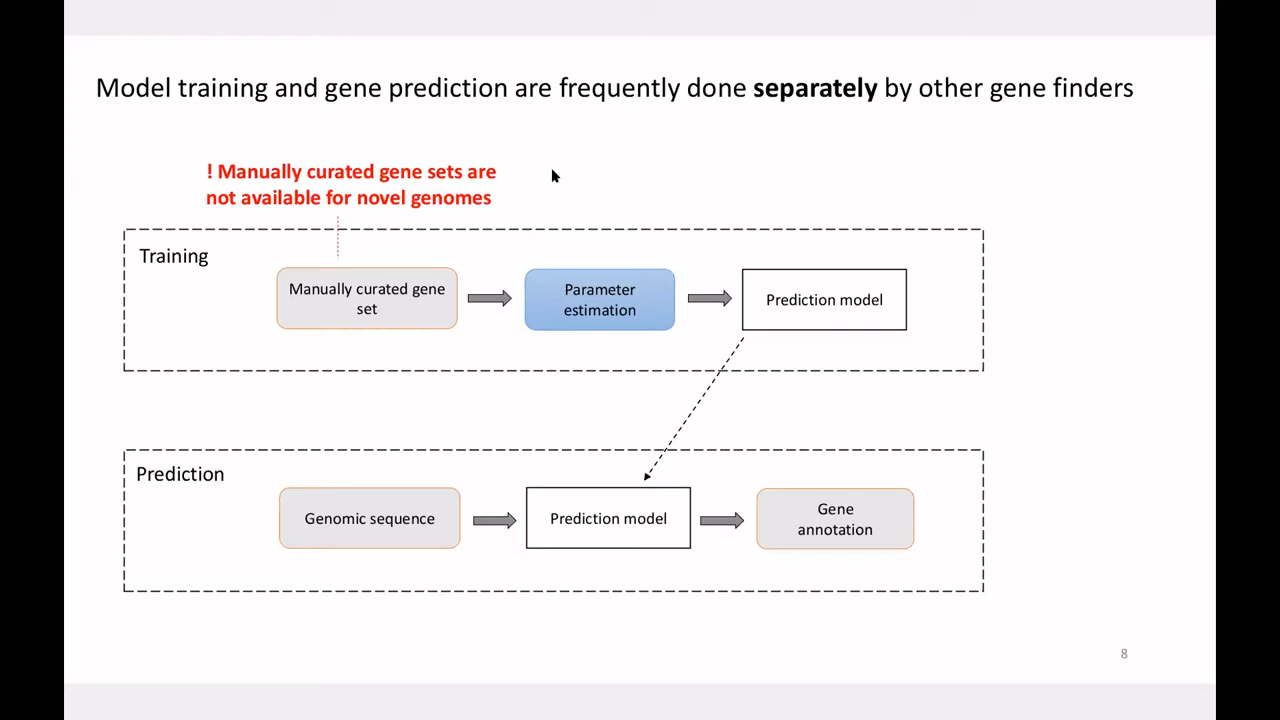 Model training and gene prediction are frequently done separately by other gene finders
! Manually curated gene sets are
not available for novel genomes
Training
Manually curated gene
set
Parameter
estimation
Prediction model
Prediction
Genomic sequence
Prediction model
Gene
annotation
8